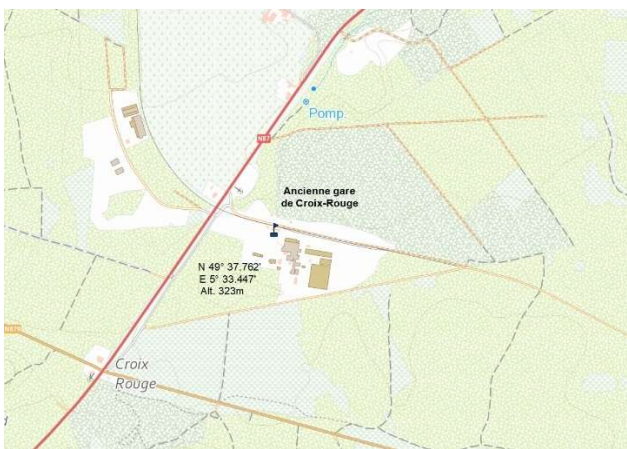 Pomp.
N87
Ancienne gare
de Croix-Rouge
N 49° 37.762'
E 5° 33.447'
Alt. 323m
Croix
Rouge